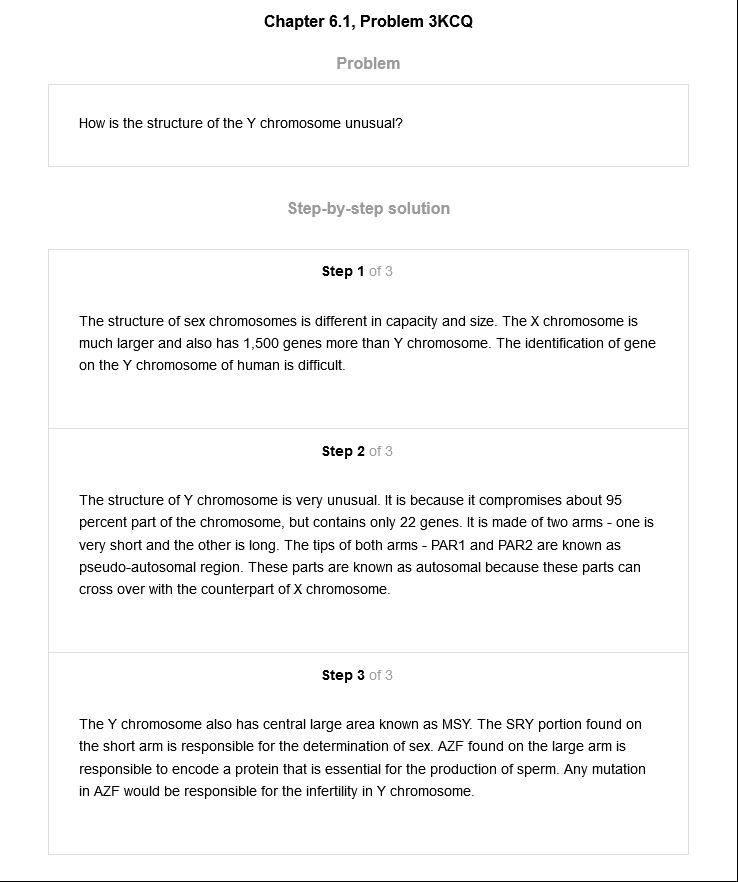 Chapter 6.1, Problem 3KCQ
Problem
How is the structure of the Y chromosome unusual?
Step-by-step solution
Step 1 of 3
The structure of sex chromosomes is different in capacity and size. The X chromosome is
much larger and also has 1,500 genes more than Y chromosome. The identification of gene
on the Y chromosome of human is difficult.
Step 2 of 3
The structure of Y chromosome is very unusual. It is because it compromises about 95
percent part of the chromosome, but contains only 22 genes. It is made of two arms - one is
very short and the other is long. The tips of both arms - PAR1 and PAR2 are known as
pseudo-autosomal region. These parts are known as autosomal because these parts can
cross over with the counterpart of X chromosome.
Step 3 of 3
The Y chromosome also has central large area known as MSY. The SRY portion found on
the short arm is responsible for the determination of sex. AZF found on the large arm is
responsible to encode a protein that is essential for the production of sperm. Any mutation
in AZF would be responsible for the infertility in Y chromosome.